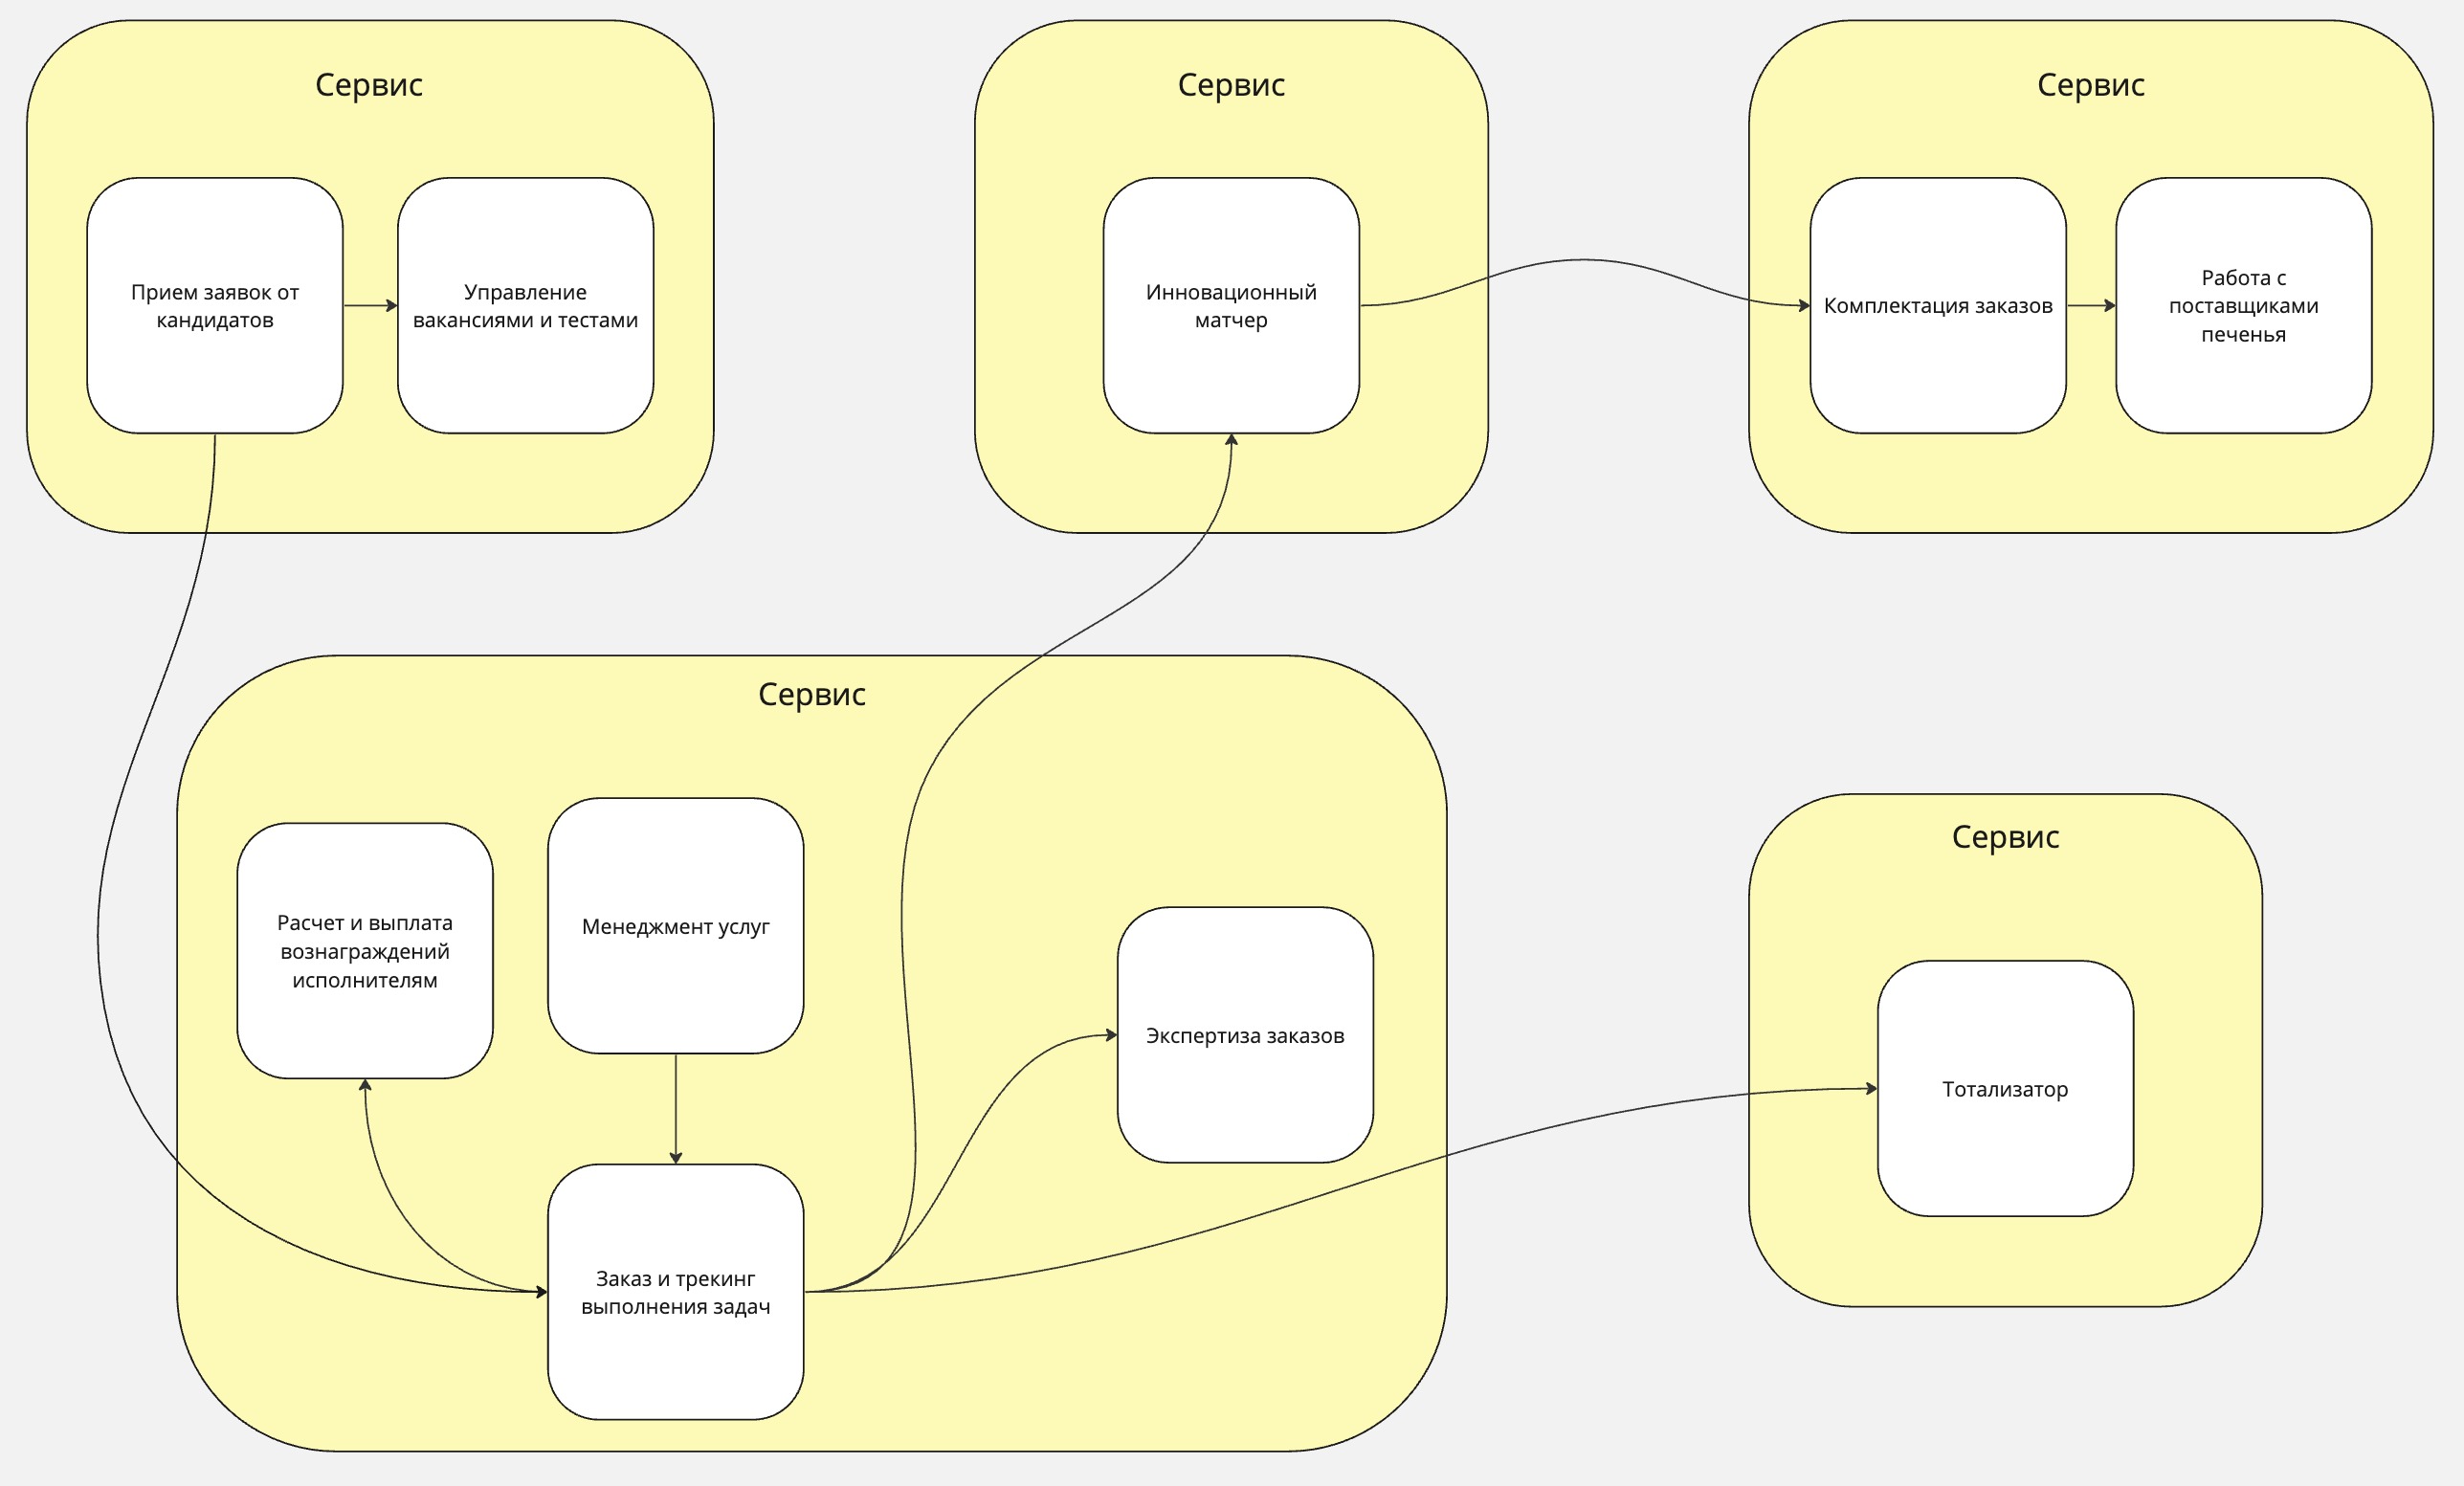 Сервис
Прием заявок от
кандидатов
Управление
вакансиями и тестами
Сервис
Инновационный
матчер
Сервис
Комплектация заказов
Работа с
поставщиками
печенья
Сервис
Расчет и выплата
вознаграждений
исполнителям
Менеджмент услуг
Экспертиза заказов
Заказ и трекинг
выполнения задач
Сервис
Тотализатор